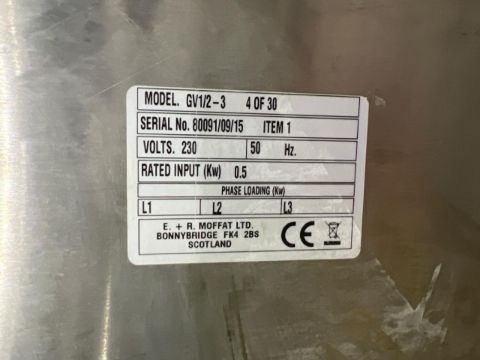 MODEL. GV1/2-3 4 OF 30
SERIAL No. 80091/09/15 ITEM 1
VOLTS. 230 50 Hz.
RATED INPUT (Kw) 0.5
PHASE LOADING (Kw)
L1 L2 L3
E. + R. MOFFAT LTD.
BONNYBRIDGE FK4 2BS
SCOTLAND
CE